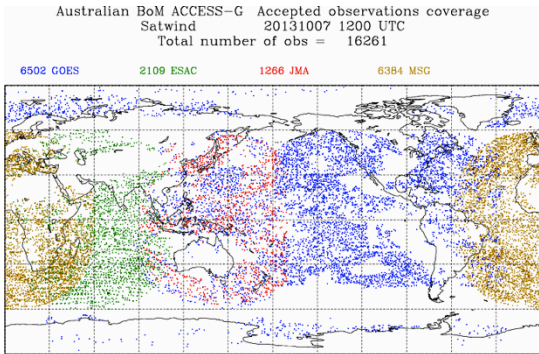 Australian BoM ACCESS-G Accepted observations coverage
Satwind 20131007 1200 UTC
Total number of obs = 16261
6502 GOES 2109 ESAC 1266 JMA 6384 MSG